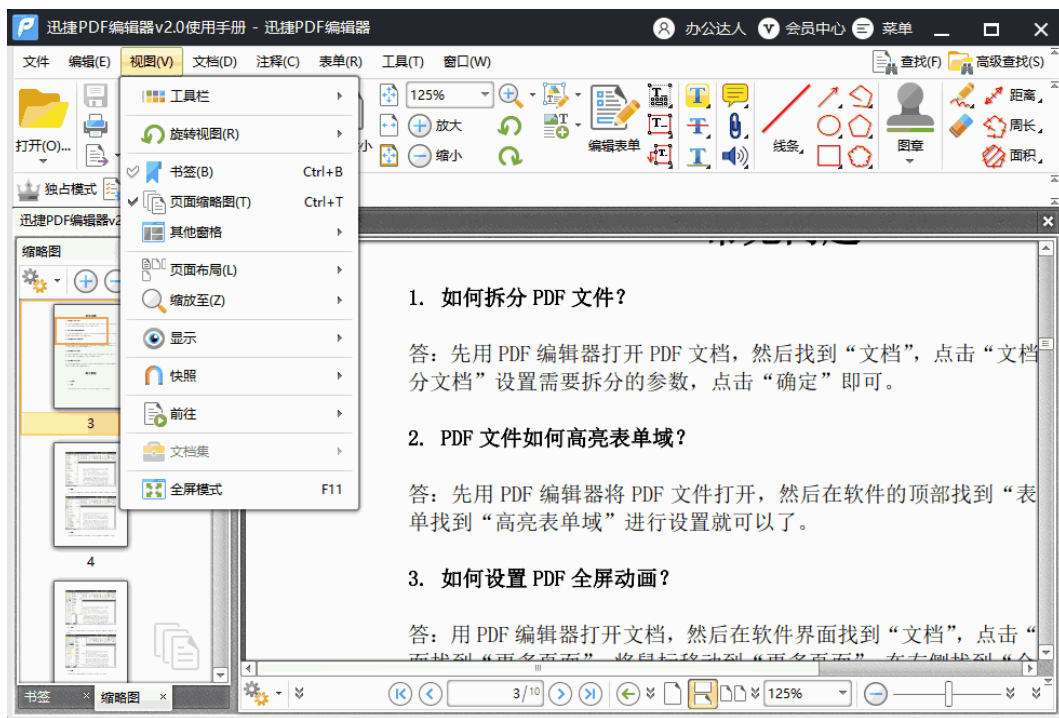 迅捷PDF编辑器v2.0使用手册 - 迅捷PDF编辑器 办公达人 会员中心 菜单
文件 编辑(E) 视图(V) 文档(D) 注释(C) 表单(R) 工具(T) 窗口(W) 查找(F) 高级查找(S)
工具栏
125%
距离
旋转视图(R)
放大
周长
打开(O)...
小
缩小
编辑表单
线条
图章
面积
书签(B) Ctrl+B
独占模式
页面缩略图(T) Ctrl+T
迅捷PDF编辑器v2
其他窗格
缩略图
页面布局(L)
缩放至(Z)
显示
快照
前往
文档集
全屏模式 F11
3
4
1. 如何拆分 PDF 文件？
答：先用 PDF 编辑器打开 PDF 文档，然后找到“文档”，点击“文档
分文档”设置需要拆分的参数，点击“确定”即可。
2. PDF 文件如何高亮表单域？
答：先用 PDF 编辑器将 PDF 文件打开，然后在软件的顶部找到“表
单找到“高亮表单域”进行设置就可以了。
3. 如何设置 PDF 全屏动画？
答：用 PDF 编辑器打开文档，然后在软件界面找到“文档”，点击“
书签 缩略图 3/10 125%